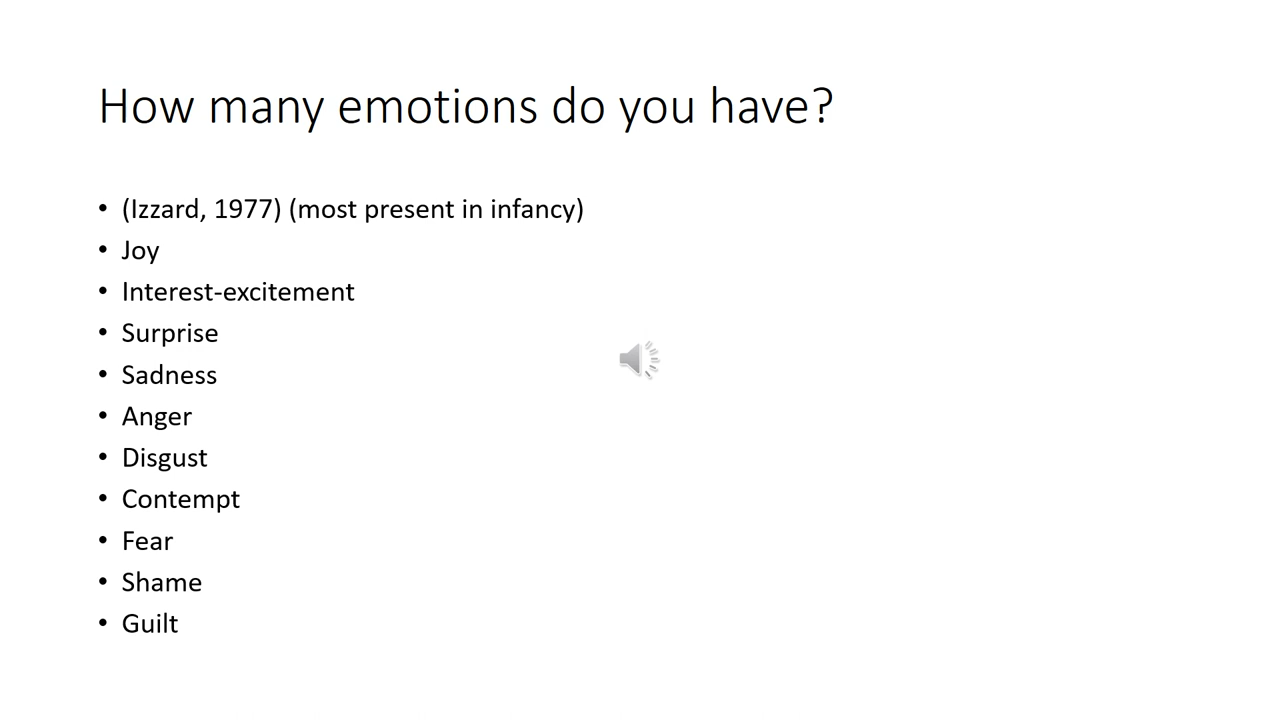 How many emotions do you have?
• (Izzard, 1977) (most present in infancy)
• Joy
• Interest-excitement
• Surprise
• Sadness
• Anger
• Disgust
• Contempt
• Fear
• Shame
• Guilt